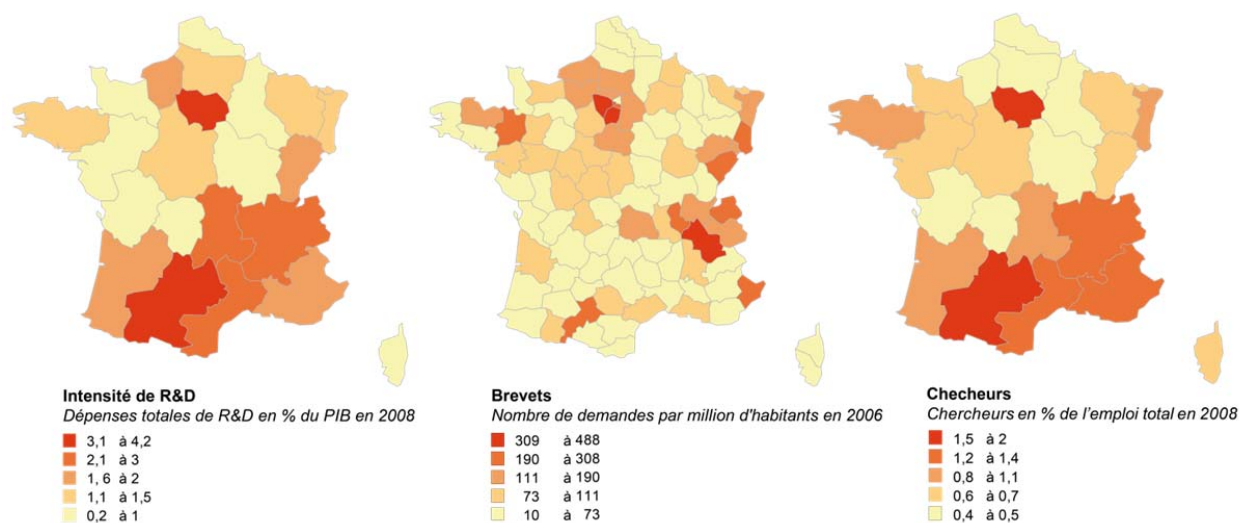 Intensité de R&D
Dépenses totales de R&D en % du PIB en 2008
3,1 à 4,2
2,1 à 3
1, 6 à 2
1,1 à 1,5
0,2 à 1
Brevets
Nombre de demandes par million d'habitants en 2006
309 à 488
190 à 308
111 à 190
73 à 111
10 à 73
Checheurs
Chercheurs en % de l'emploi total en 2008
1,5 à 2
1,2 à 1,4
0,8 à 1,1
0,6 à 0,7
0,4 à 0,5